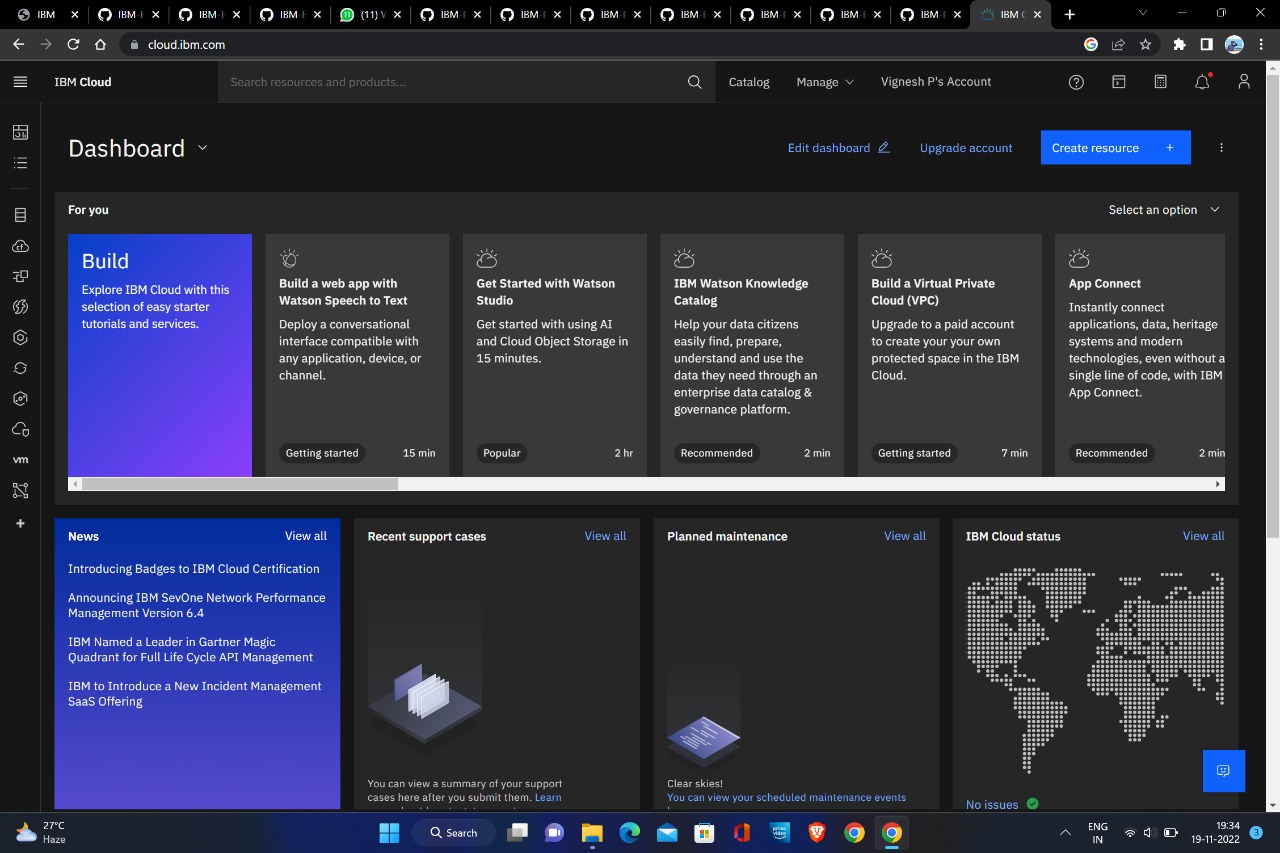 IBM
IBM-E
IBM-E
IBM-E
(11) W
IBM-
IBM-
IBM-
IBM-E
IBM-
IBM-E
IBM-
IBM C
cloud.ibm.com
IBM Cloud
Search resources and products...
Catalog
Manage
Vignesh P's Account
Dashboard
Edit dashboard
Upgrade account
Create resource +
For you
Select an option
Build
Explore IBM Cloud with this
selection of easy starter
tutorials and services.
Build a web app with
Watson Speech to Text
Deploy a conversational
interface compatible with
any application, device, or
channel.
Getting started
15 min
Get Started with Watson
Studio
Get started with using AI
and Cloud Object Storage in
15 minutes.
Popular
2 hr
IBM Watson Knowledge
Catalog
Help your data citizens
easily find, prepare,
understand and use the
data they need through an
enterprise data catalog &
governance platform.
Recommended
2 min
Build a Virtual Private
Cloud (VPC)
Upgrade to a paid account
to create your your own
protected space in the IBM
Cloud.
Getting started
7 min
App Connect
Instantly connect
applications, data, heritage
systems and modern
technologies, even without a
single line of code, with IBM
App Connect.
Recommended
2 min
vm
News
View all
Introducing Badges to IBM Cloud Certification
Announcing IBM SevOne Network Performance
Management Version 6.4
IBM Named a Leader in Gartner Magic
Quadrant for Full Life Cycle API Management
IBM to Introduce a New Incident Management
SaaS Offering
Recent support cases
View all
You can view a summary of your support
cases here after you submit them. Learn
Planned maintenance
View all
Clear skies!
You can view your scheduled maintenance events
IBM Cloud status
View all
No issues
27°C
Haze
Search
prime video
ENG
IN
19:34
19-11-2022
3